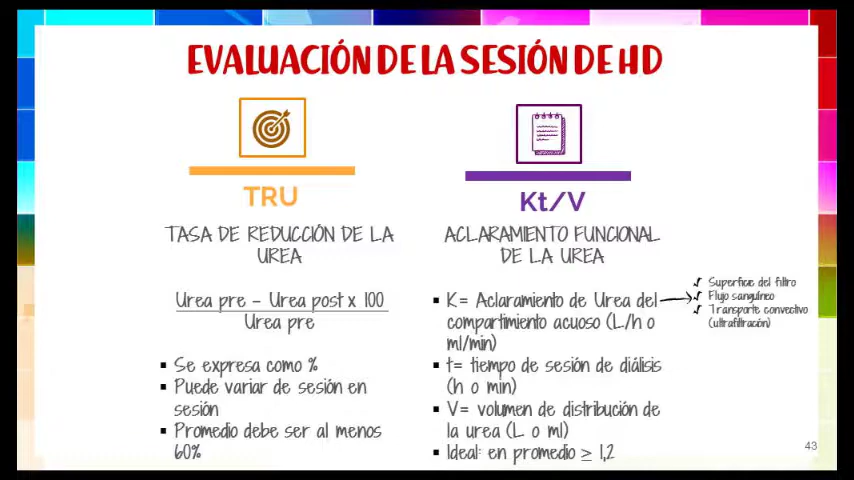 EVALUACIÓN DE LA SESIÓN DE HD
TRU
TASA DE REDUCCIÓN DE LA
UREA
Urea pre – Urea post x 100
Urea pre
▪ Se expresa como %
▪ Puede variar de sesión en
sesión
▪ Promedio debe ser al menos
60%
Kt/V
ACLARAMIENTO FUNCIONAL
DE LA UREA
▪ K= Aclaramiento de Urea del
compartimiento acuoso (L/h o
ml/min)
▪ t= tiempo de sesión de diálisis
(h o min)
▪ V= volumen de distribución de
la urea (L o ml)
▪ Ideal: en promedio ≥ 1,2
✓ Superficie del filtro
✓ Flujo sanguíneo
✓ Transporte convectivo
(ultrafiltración)
43